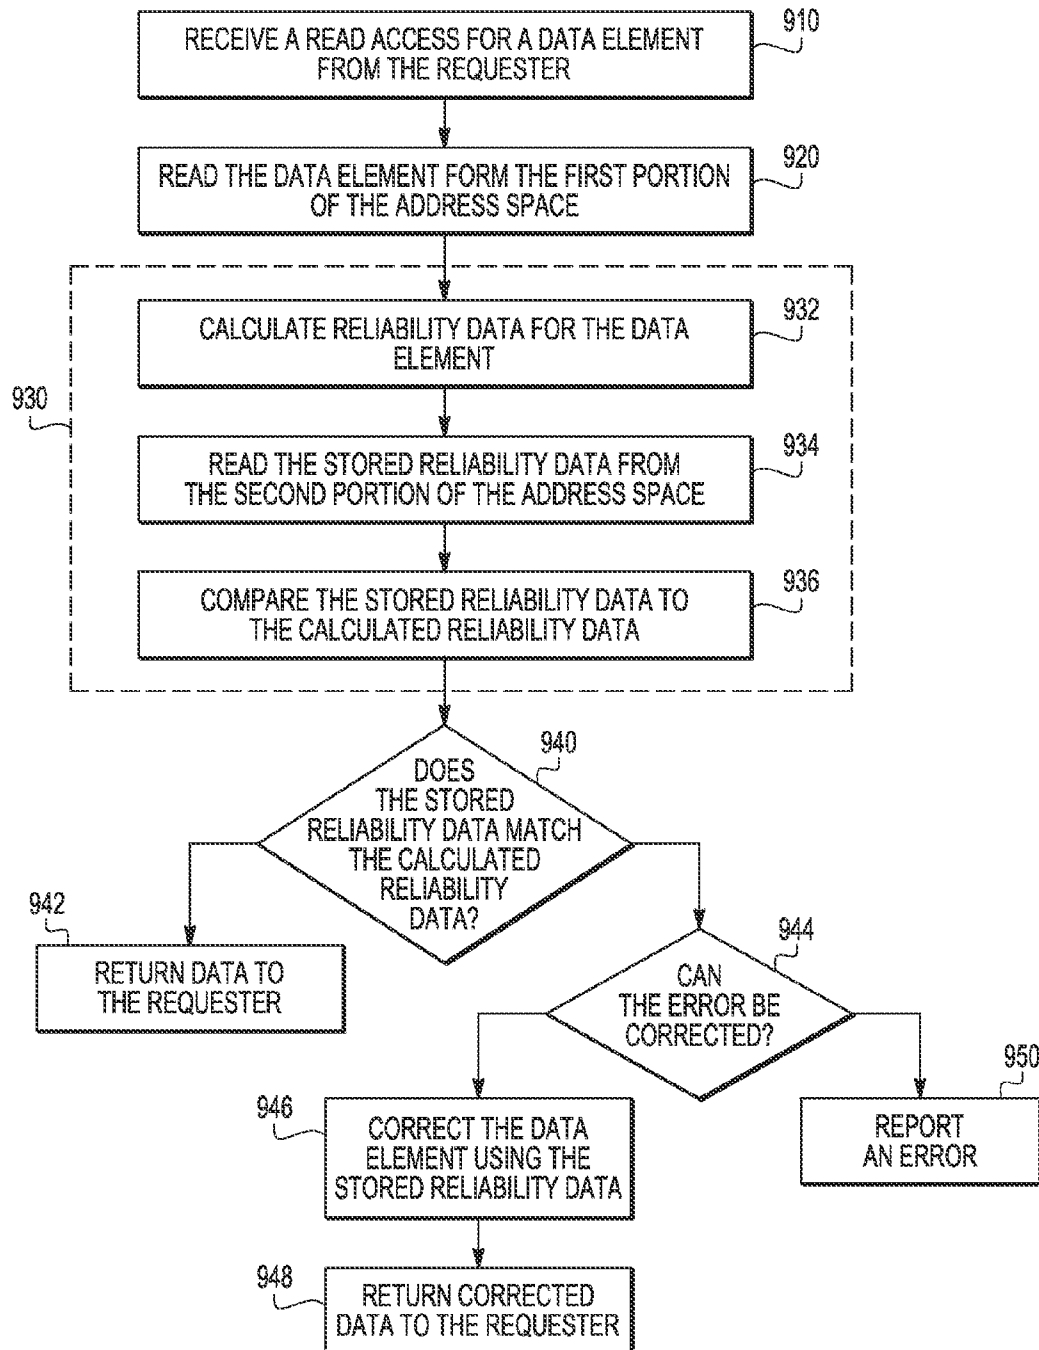 910
RECEIVE A READ ACCESS FOR A DATA ELEMENT
FROM THE REQUESTER
920
READ THE DATA ELEMENT FORM THE FIRST PORTION
OF THE ADDRESS SPACE
930
932
CALCULATE RELIABILITY DATA FOR THE DATA
ELEMENT
934
READ THE STORED RELIABILITY DATA FROM
THE SECOND PORTION OF THE ADDRESS SPACE
936
COMPARE THE STORED RELIABILITY DATA TO
THE CALCULATED RELIABILITY DATA
940
DOES
THE STORED
RELIABILITY DATA MATCH
THE CALCULATED
RELIABILITY
DATA?
942
RETURN DATA TO
THE REQUESTER
944
CAN
THE ERROR BE
CORRECTED?
946
CORRECT THE DATA
ELEMENT USING THE
STORED RELIABILITY DATA
950
REPORT
AN ERROR
948
RETURN CORRECTED
DATA TO THE REQUESTER